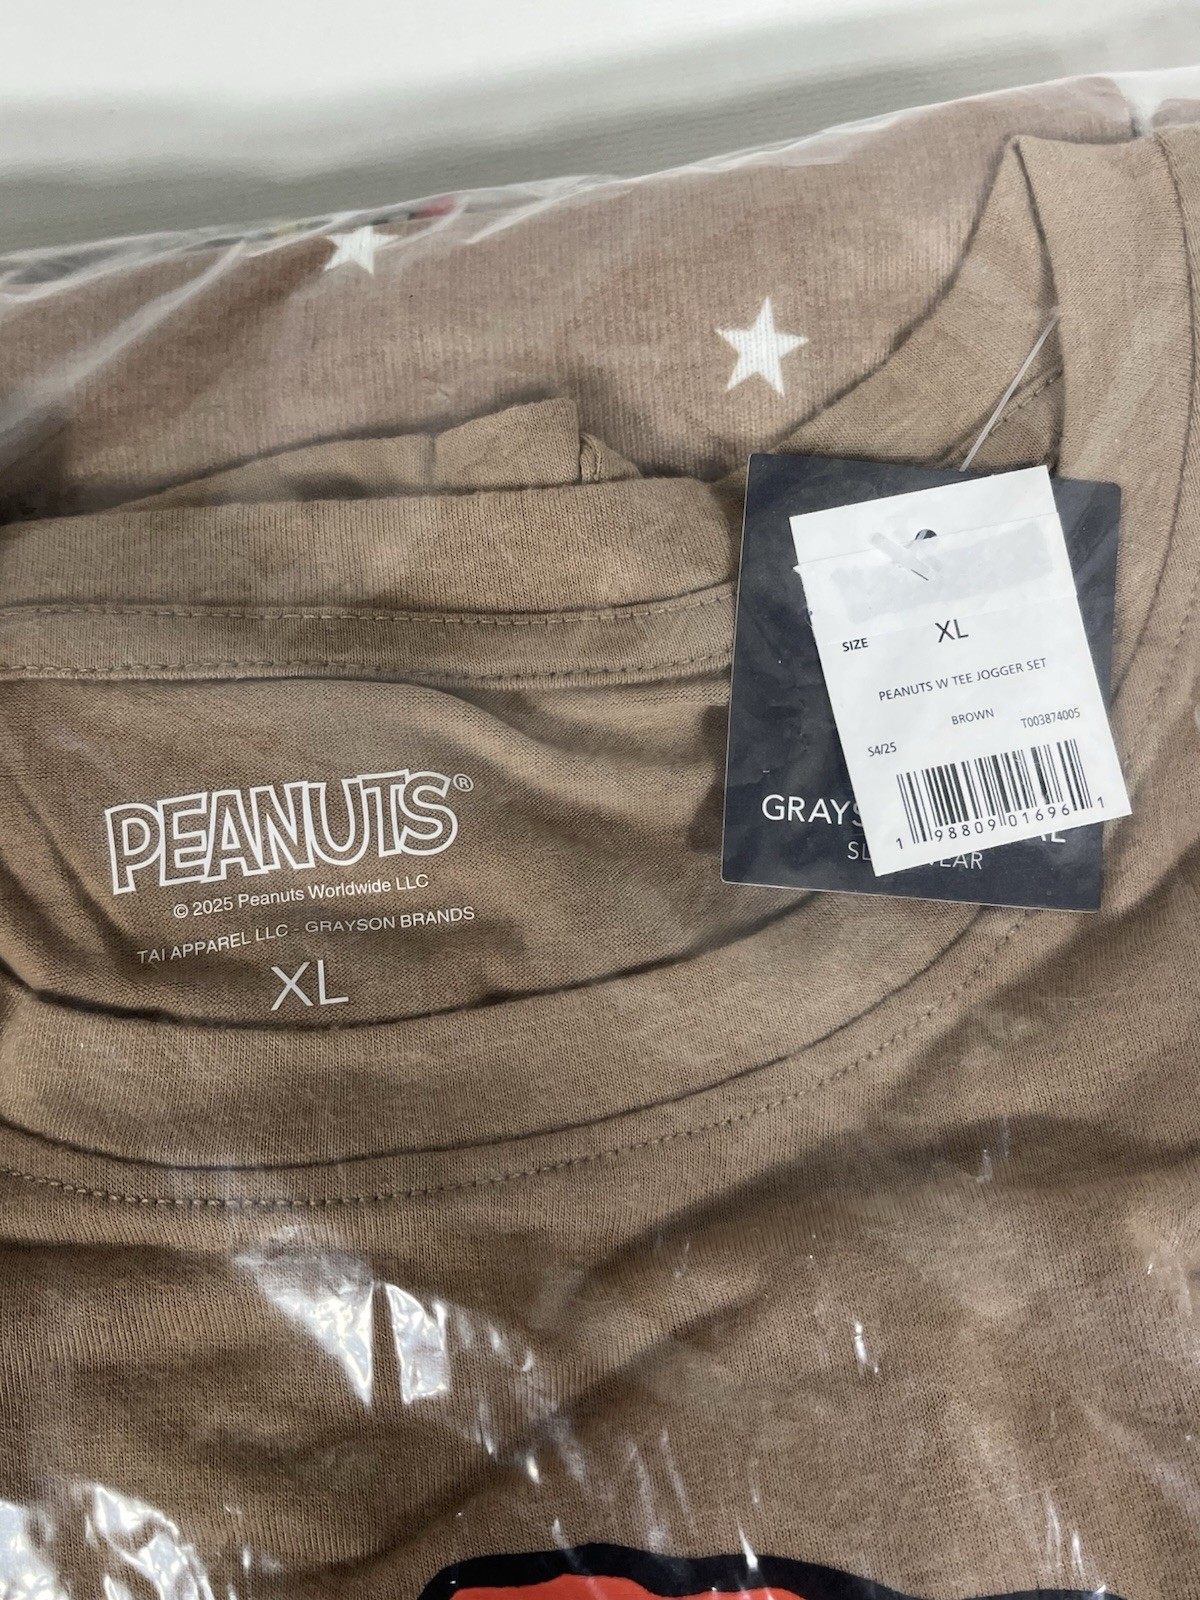 PEANUTS®
© 2025 Peanuts Worldwide LLC
TAI APPAREL LLC - GRAYSON BRANDS
XL
SIZE XL
PEANUTS W TEE JOGGER SET
BROWN T003874005
S4/25
1 98809 01696 1